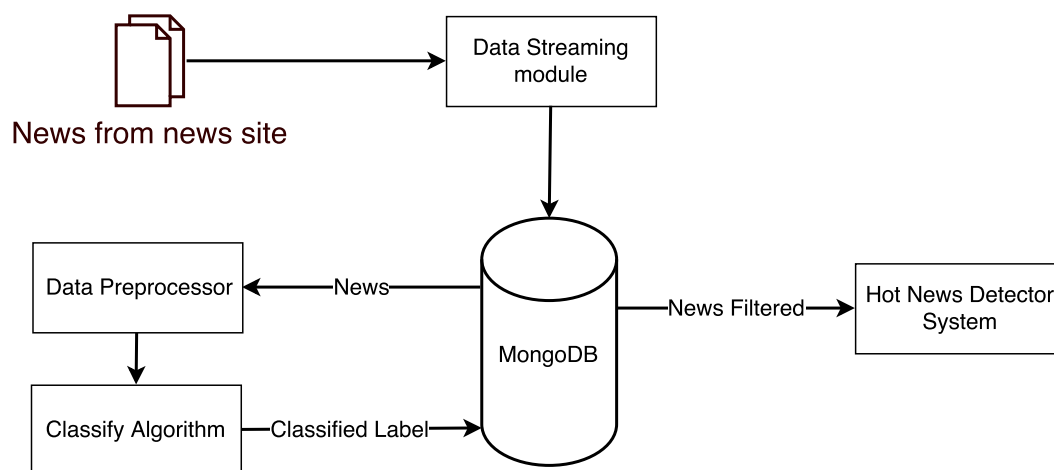 Data Streaming
module
News from news site
Data Preprocessor
News
News Filtered
Hot News Detector
System
MongoDB
Classify Algorithm
Classified Label